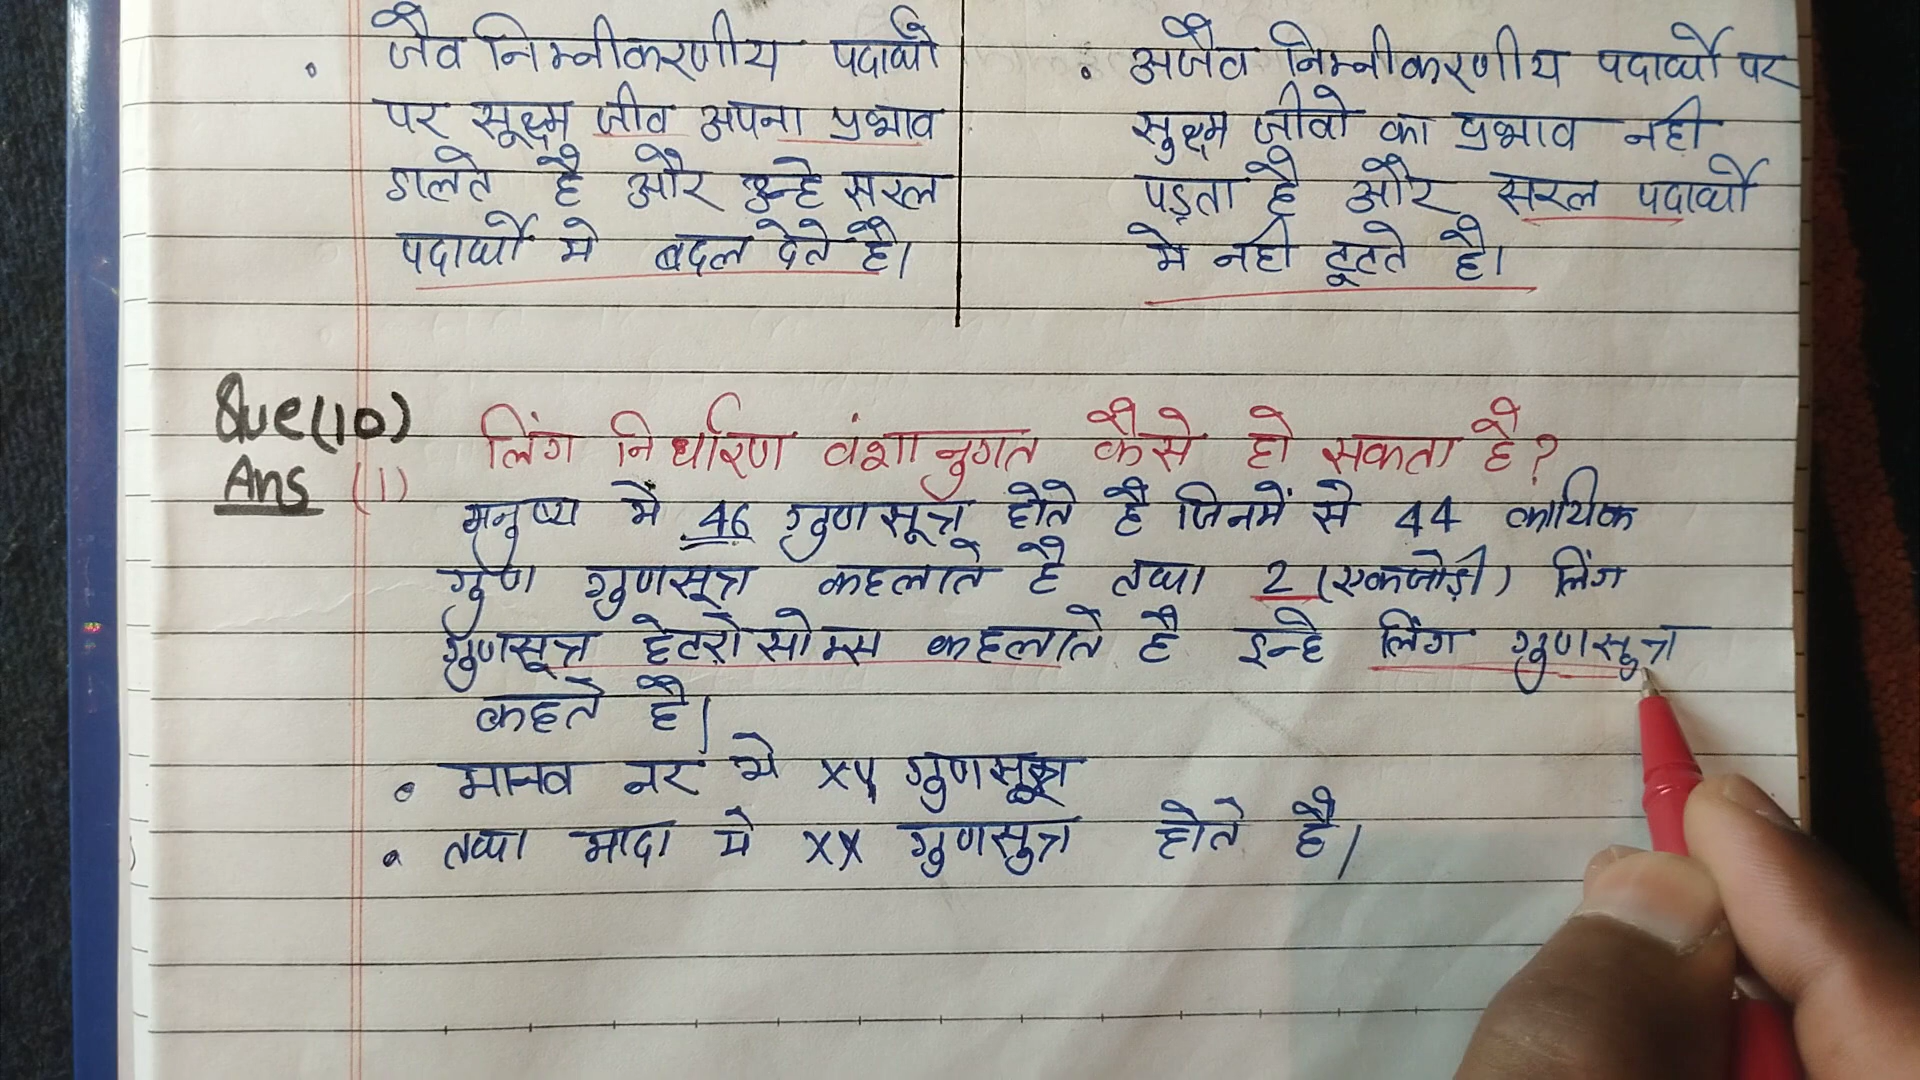 जैव निम्नीकरणीय पदार्थो
पर सूक्ष्म जीव अपना प्रभाव
डालते है और उन्हे सरल
पदार्थो मे बदल देते है।
अजैव निम्नीकरणीय पदार्थो पर
सुक्ष्म जीवो का प्रभाव नही
पड़ता है और सरल पदार्थो
मे नही टूटते है।
Que(10) लिंग निर्धारण वंशानुगत कैसे हो सकता है?
Ans (1)
मनुष्य में 46 गुणसूत्र होते है जिनमें से 44 कायिक
गुण गुणसूत्र कहलाते है तथा 2 (एकजोड़ी) लिंग
गुणसूत्र हेटरोसोम्स कहलाते है इन्हे लिंग गुणसूत्र
कहते है।
• मानव नर मे XY गुणसूत्र
• तथा मादा मे XX गुणसुत्र होते है।